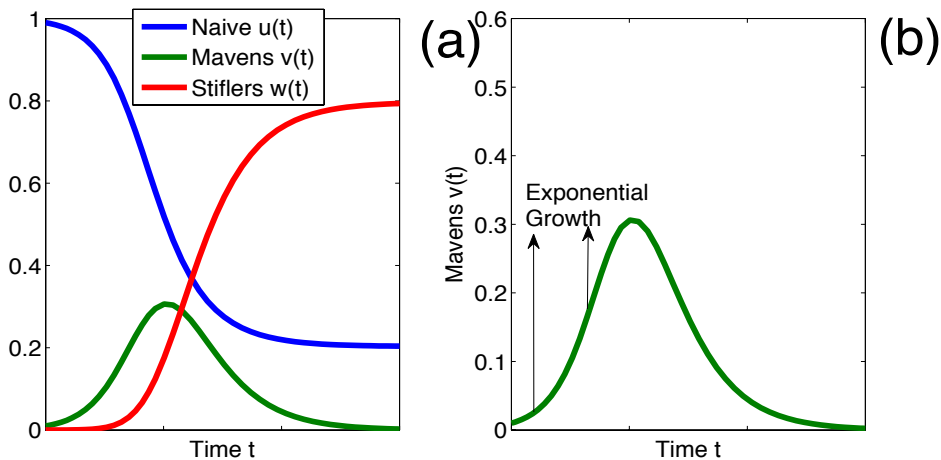 Naive u(t)
Mavens v(t)
Stiflers w(t)
(a)
1
0.8
0.6
0.4
0.2
0
Time t
(b)
0.6
0.5
0.4
0.3
0.2
0.1
0
Mavens v(t)
Exponential
Growth
Time t